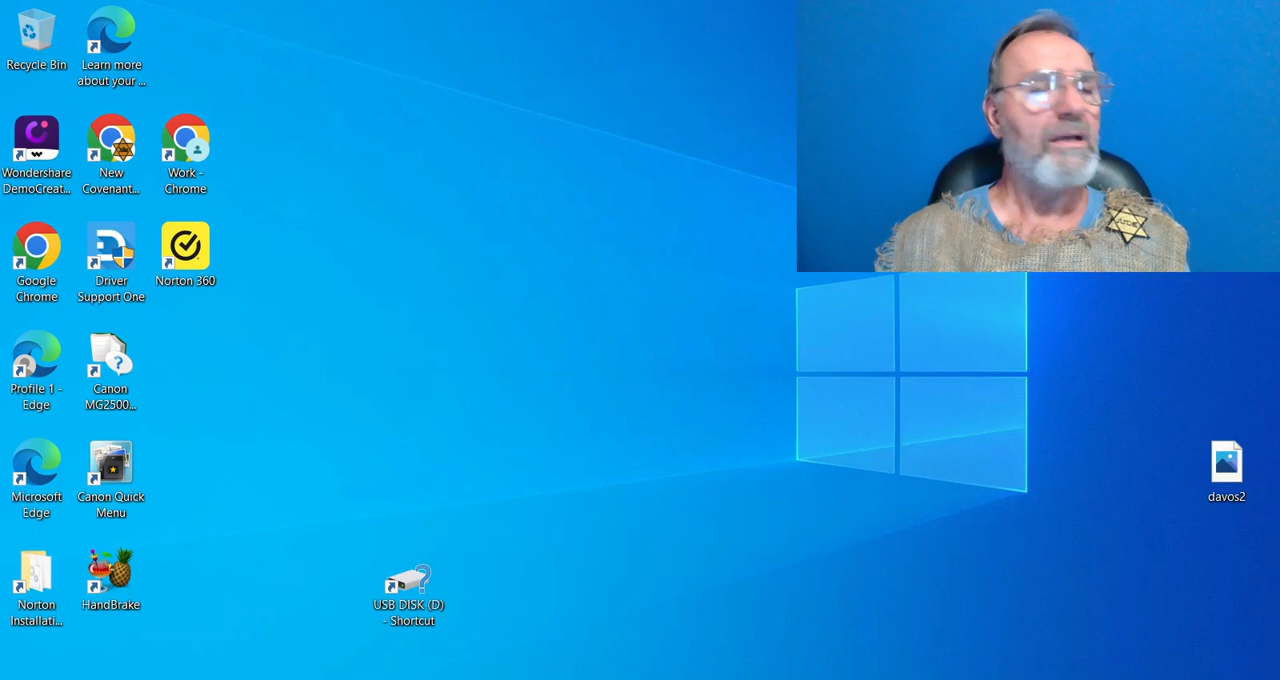 Recycle Bin
Learn more
about your ...
Wondershare
DemoCreat...
New
Covenant...
Work -
Chrome
Google
Chrome
Driver
Support One
Norton 360
Profile 1 -
Edge
Canon
MG2500...
Microsoft
Edge
Canon Quick
Menu
davos2
Norton
Installati...
HandBrake
USB DISK (D)
- Shortcut